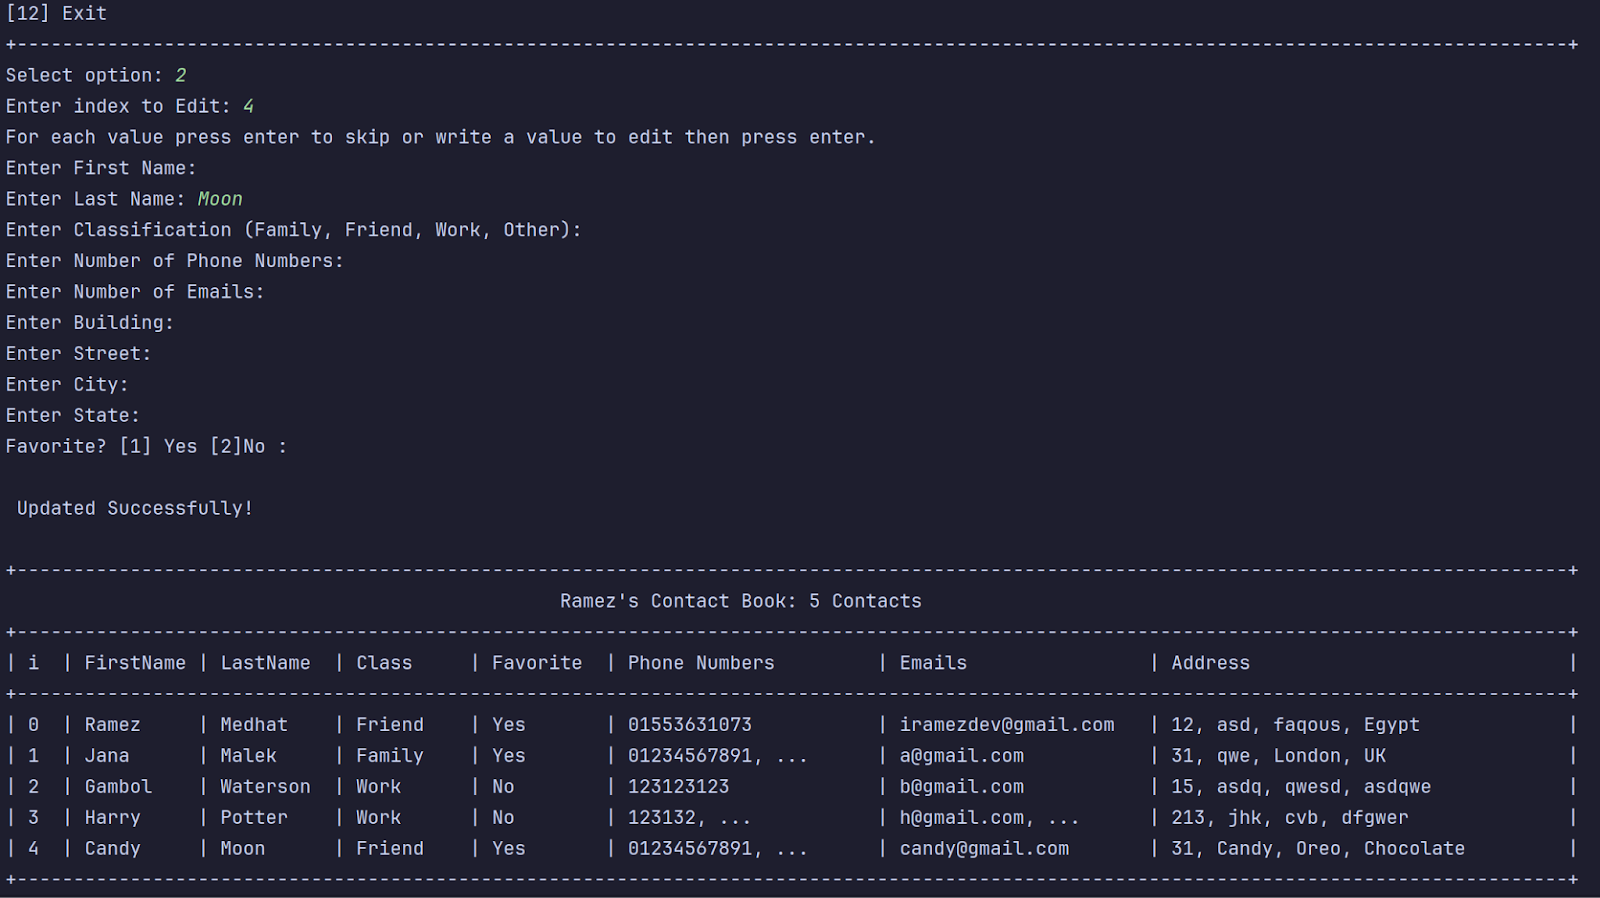 [12] Exit
+-----------------------------------------------------------------------------------------------------------------------------------------+
Select option: 2
Enter index to Edit: 4
For each value press enter to skip or write a value to edit then press enter.
Enter First Name:
Enter Last Name: Moon
Enter Classification (Family, Friend, Work, Other):
Enter Number of Phone Numbers:
Enter Number of Emails:
Enter Building:
Enter Street:
Enter City:
Enter State:
Favorite? [1] Yes [2]No :
Updated Successfully!
+-----------------------------------------------------------------------------------------------------------------------------------------+
Ramez's Contact Book: 5 Contacts
+-----------------------------------------------------------------------------------------------------------------------------------------+
| i  | FirstName | LastName  | Class     | Favorite  | Phone Numbers         | Emails                | Address                            |
+-----------------------------------------------------------------------------------------------------------------------------------------+
| 0  | Ramez     | Medhat    | Friend    | Yes       | 01553631073           | iramezdev@gmail.com   | 12, asd, faqous, Egypt             |
| 1  | Jana      | Malek     | Family    | Yes       | 01234567891, ...      | a@gmail.com           | 31, qwe, London, UK                |
| 2  | Gambol    | Waterson  | Work      | No        | 123123123             | b@gmail.com           | 15, asdq, qwesd, asdqwe            |
| 3  | Harry     | Potter    | Work      | No        | 123132, ...           | h@gmail.com, ...      | 213, jhk, cvb, dfgwer              |
| 4  | Candy     | Moon      | Friend    | Yes       | 01234567891, ...      | candy@gmail.com       | 31, Candy, Oreo, Chocolate         |
+-----------------------------------------------------------------------------------------------------------------------------------------+